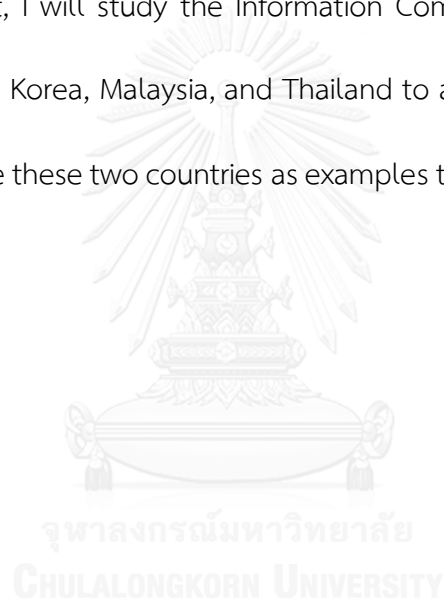 t, I will study the Information Com
Korea, Malaysia, and Thailand to a
e these two countries as examples t
จุฬาลงกรณ์มหาวิทยาลัย
CHULALONGKORN UNIVERSITY